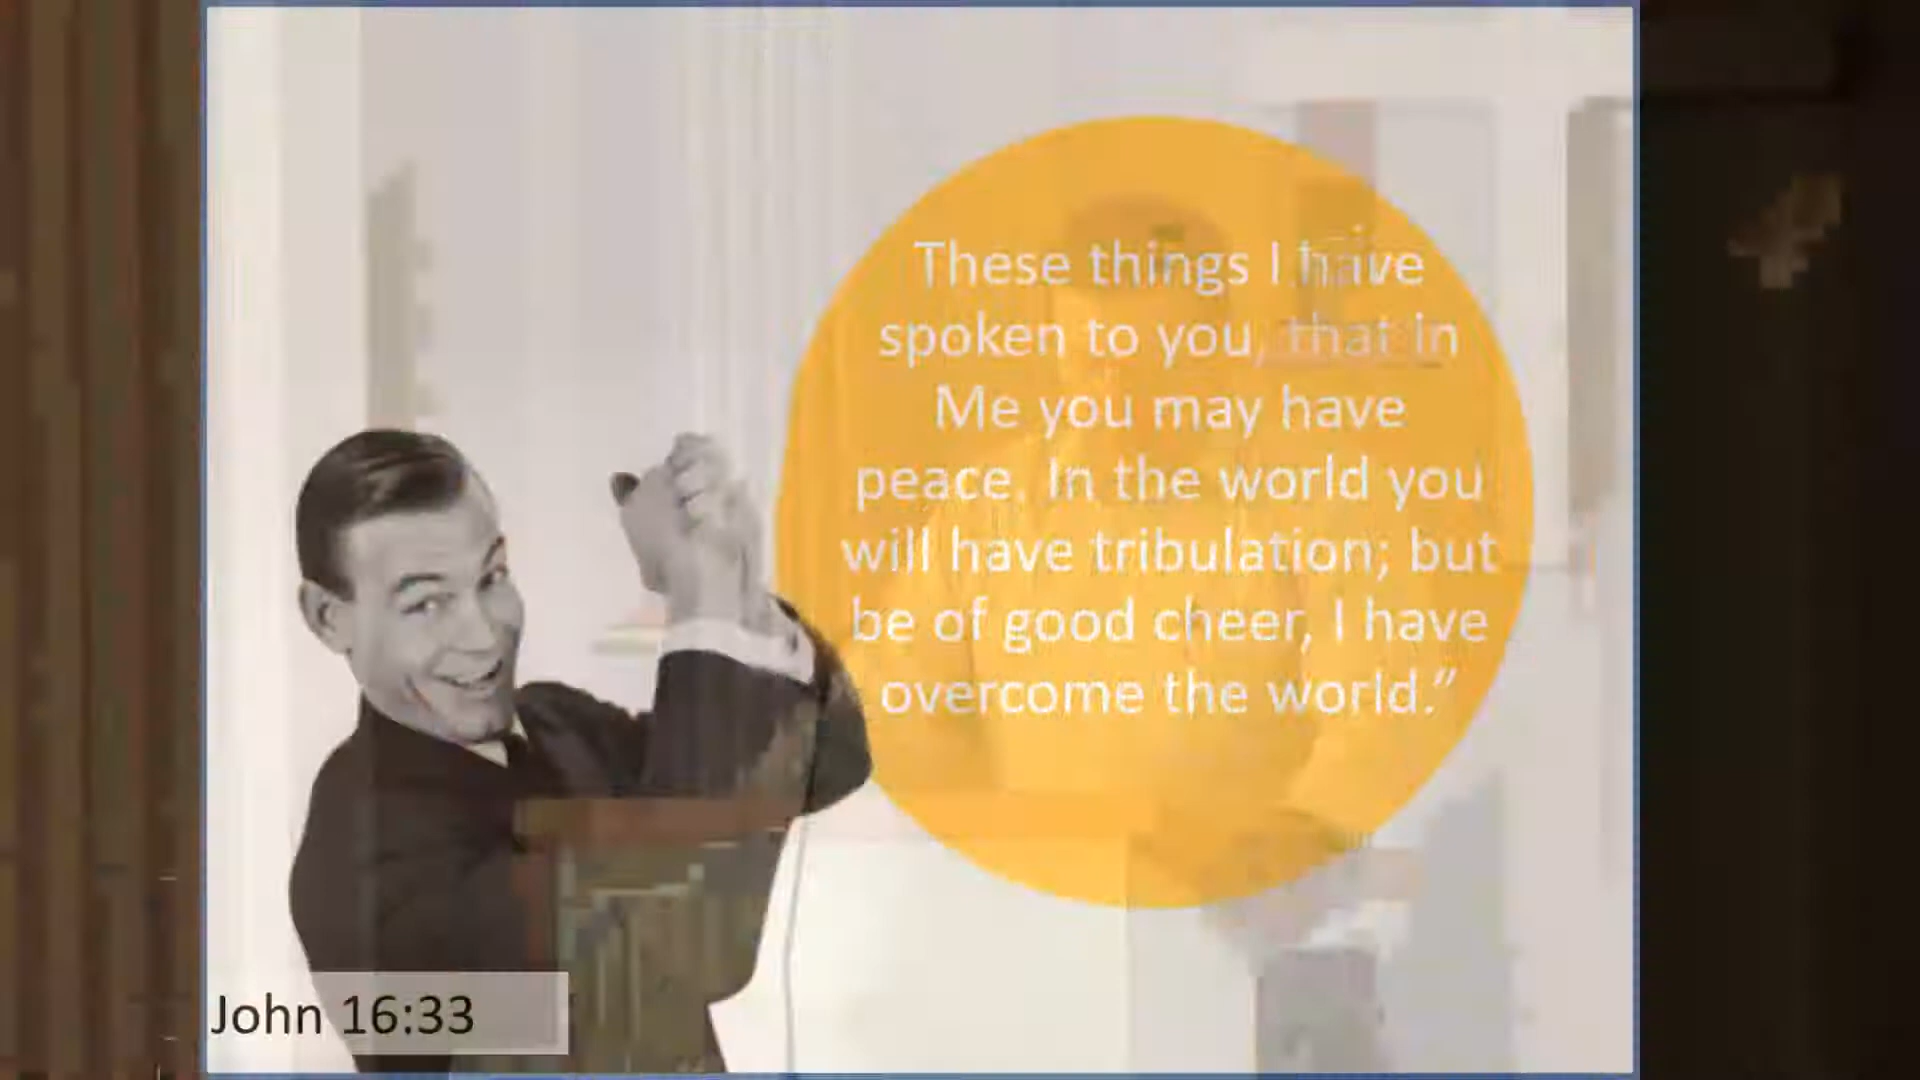 These things I have
spoken to you, that in
Me you may have
peace. In the world you
will have tribulation; but
be of good cheer, I have
overcome the world.”
John 16:33